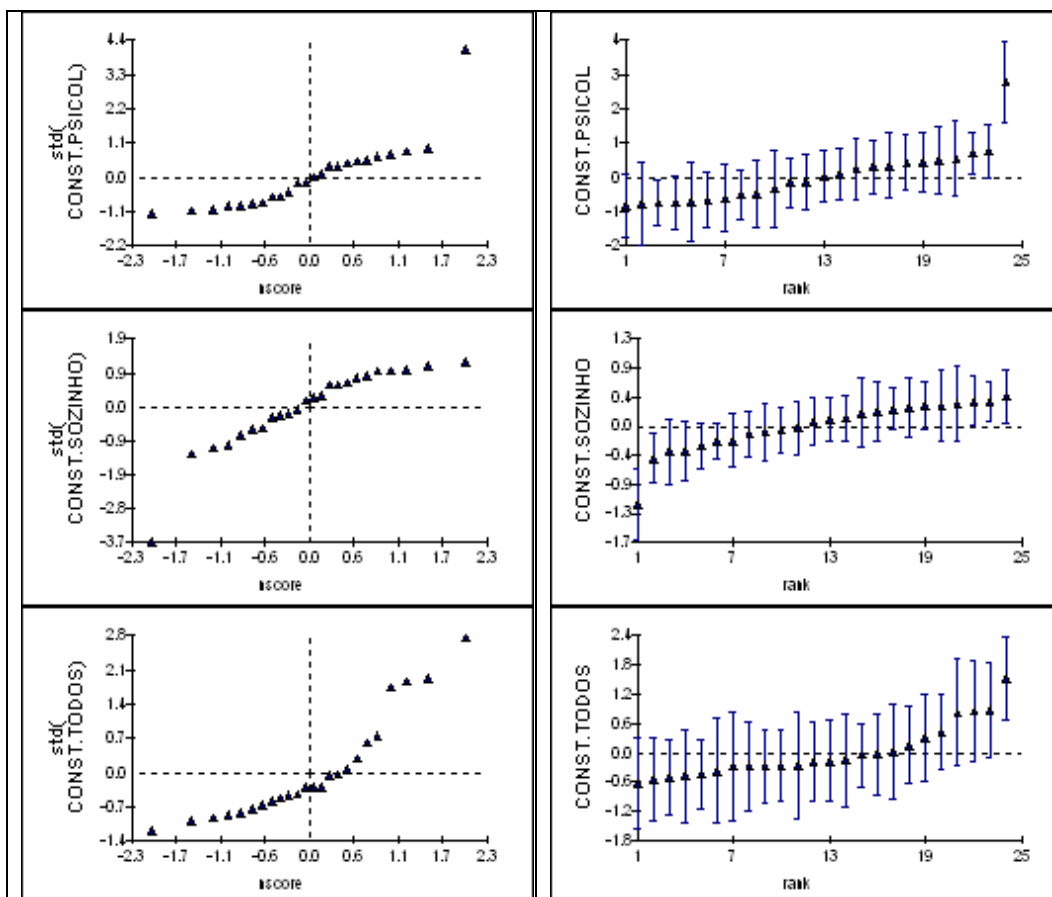 std(
CONST.PSICOL)
4.4
3.3
2.2
1.1
0.0
-1.1
-2.2
-2.3 -1.7 -1.1 -0.6 0.0 0.6 1.1 1.7 2.3
nscore
CONST.PSICOL
4
3
2
1
0
-1
-2
1 7 13 19 25
rank
std(
CONST.SOZINHO)
1.9
0.9
0.0
-0.9
-1.9
-2.8
-3.7
-2.3 -1.7 -1.1 -0.6 0.0 0.6 1.1 1.7 2.3
nscore
CONST.SOZINHO
1.3
0.9
0.4
0.0
-0.4
-0.9
-1.3
-1.7
1 7 13 19 25
rank
std(
CONST.TODOS)
2.8
2.1
1.4
0.7
0.0
-0.7
-1.4
-2.3 -1.7 -1.1 -0.6 0.0 0.6 1.1 1.7 2.3
nscore
CONST.TODOS
2.4
1.8
1.2
0.6
0.0
-0.6
-1.2
-1.8
1 7 13 19 25
rank